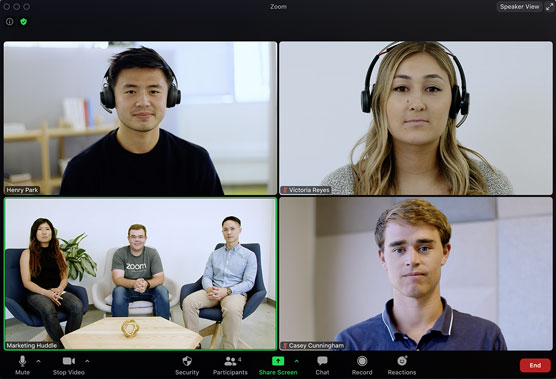 Zoom
Speaker View
Henry Park
Victoria Reyes
zoom
Marketing Huddle
Casey Cunningham
4
Mute
Stop Video
Security
Participants
Share Screen
Chat
Record
Reactions
End